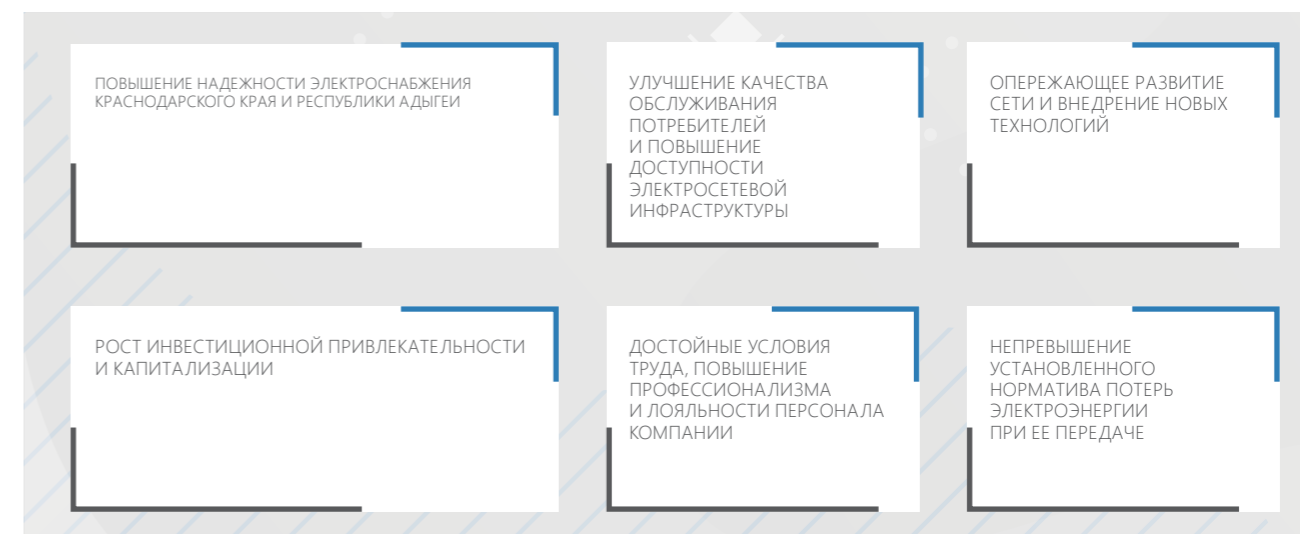 ПОВЫШЕНИЕ НАДЕЖНОСТИ ЭЛЕКТРОСНАБЖЕНИЯ
КРАСНОДАРСКОГО КРАЯ И РЕСПУБЛИКИ АДЫГЕИ
УЛУЧШЕНИЕ КАЧЕСТВА
ОБСЛУЖИВАНИЯ
ПОТРЕБИТЕЛЕЙ
И ПОВЫШЕНИЕ
ДОСТУПНОСТИ
ЭЛЕКТРОСЕТЕВОЙ
ИНФРАСТРУКТУРЫ
ОПЕРЕЖАЮЩЕЕ РАЗВИТИЕ
СЕТИ И ВНЕДРЕНИЕ НОВЫХ
ТЕХНОЛОГИЙ
РОСТ ИНВЕСТИЦИОННОЙ ПРИВЛЕКАТЕЛЬНОСТИ
И КАПИТАЛИЗАЦИИ
ДОСТОЙНЫЕ УСЛОВИЯ
ТРУДА, ПОВЫШЕНИЕ
ПРОФЕССИОНАЛИЗМА
И ЛОЯЛЬНОСТИ ПЕРСОНАЛА
КОМПАНИИ
НЕПРЕВЫШЕНИЕ
УСТАНОВЛЕННОГО
НОРМАТИВА ПОТЕРЬ
ЭЛЕКТРОЭНЕРГИИ
ПРИ ЕЕ ПЕРЕДАЧЕ